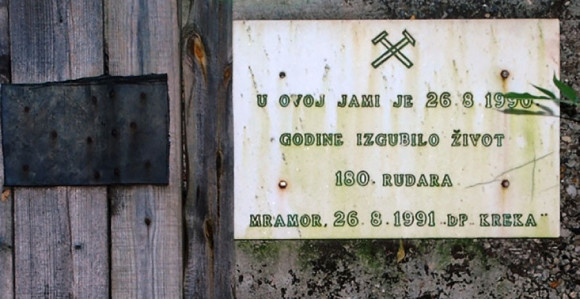 U OVOJ JAMI JE 26 8 1990.
GODINE IZGUBILO ŽIVOT
180. RUDARA
MRAMOR, 26.8.1991 DP KREKA"